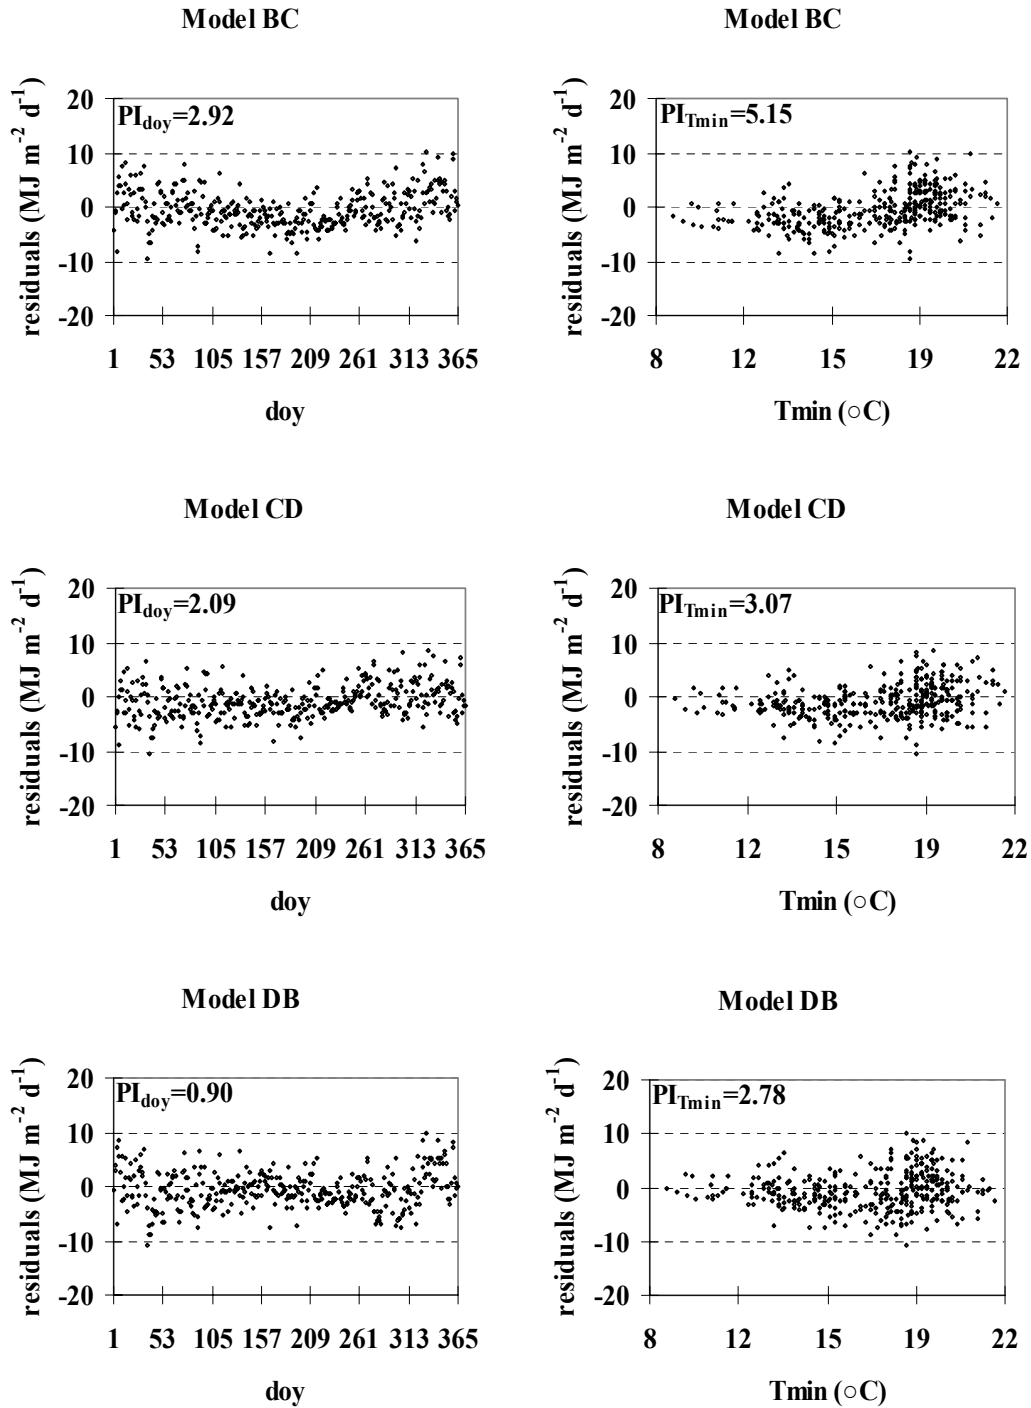 Model BC
Model BC
residuals (MJ m⁻² d⁻¹)
20
10
0
-10
-20
PIdoy=2.92
1 53 105 157 209 261 313 365
doy
residuals (MJ m⁻² d⁻¹)
20
10
0
-10
-20
PITmin=5.15
8 12 15 19 22
Tmin (○C)
Model CD
Model CD
residuals (MJ m⁻² d⁻¹)
20
10
0
-10
-20
PIdoy=2.09
1 53 105 157 209 261 313 365
doy
residuals (MJ m⁻² d⁻¹)
20
10
0
-10
-20
PITmin=3.07
8 12 15 19 22
Tmin (○C)
Model DB
Model DB
residuals (MJ m⁻² d⁻¹)
20
10
0
-10
-20
PIdoy=0.90
1 53 105 157 209 261 313 365
doy
residuals (MJ m⁻² d⁻¹)
20
10
0
-10
-20
PITmin=2.78
8 12 15 19 22
Tmin (○C)